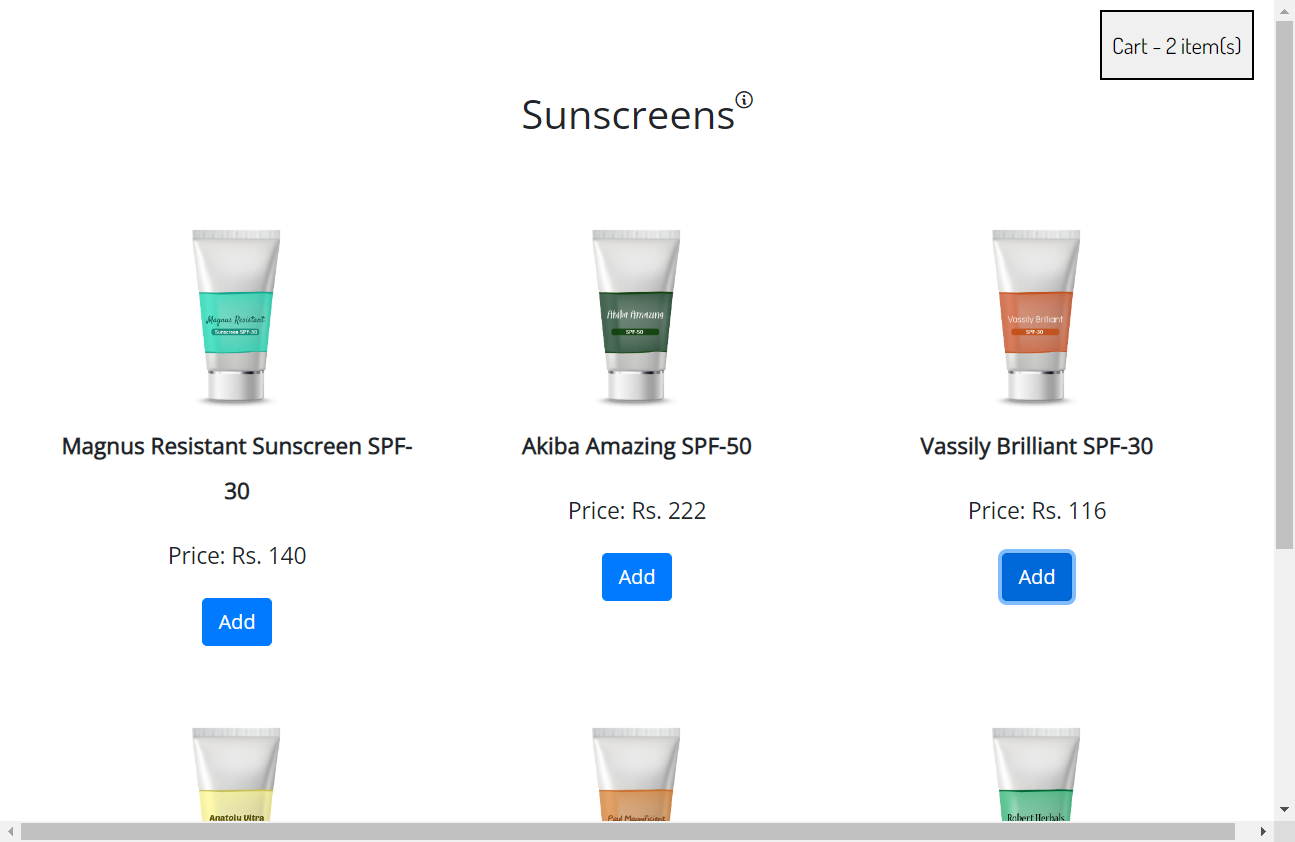 Cart - 2 item(s)
Sunscreens
Magnus Resistant
Sunscreen SPF-30
Akiba Amazing
SPF-50
Vassily Brilliant
SPF-30
Magnus Resistant Sunscreen SPF-
30
Price: Rs. 140
Add
Akiba Amazing SPF-50
Price: Rs. 222
Add
Vassily Brilliant SPF-30
Price: Rs. 116
Add
Anatoly Ultra
Paul Magnificient
Robert Herbals